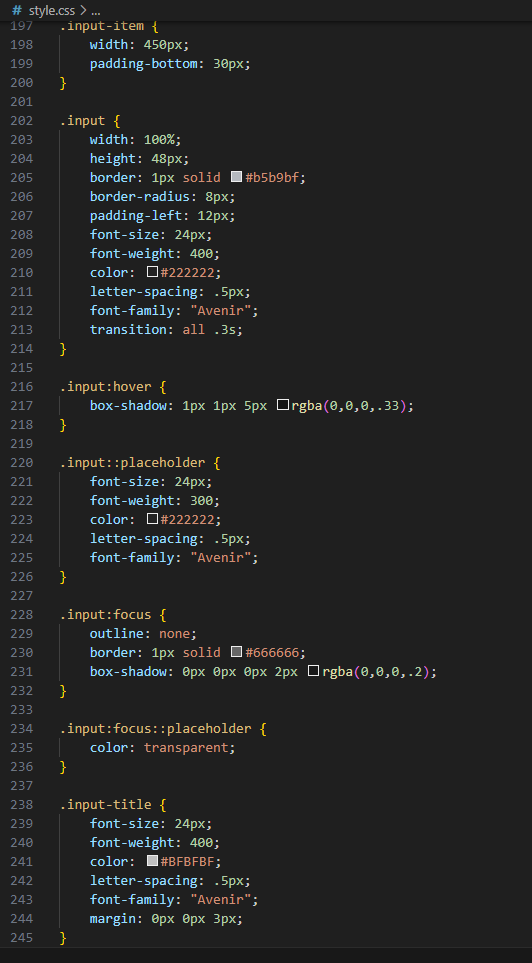 # style.css > ...
197 .input-item {
198 width: 450px;
199 padding-bottom: 30px;
200 }
201
202 .input {
203 width: 100%;
204 height: 48px;
205 border: 1px solid #b5b9bf;
206 border-radius: 8px;
207 padding-left: 12px;
208 font-size: 24px;
209 font-weight: 400;
210 color: #222222;
211 letter-spacing: .5px;
212 font-family: "Avenir";
213 transition: all .3s;
214 }
215
216 .input:hover {
217 box-shadow: 1px 1px 5px rgba(0,0,0,.33);
218 }
219
220 .input::placeholder {
221 font-size: 24px;
222 font-weight: 300;
223 color: #222222;
224 letter-spacing: .5px;
225 font-family: "Avenir";
226 }
227
228 .input:focus {
229 outline: none;
230 border: 1px solid #666666;
231 box-shadow: 0px 0px 0px 2px rgba(0,0,0,.2);
232 }
233
234 .input:focus::placeholder {
235 color: transparent;
236 }
237
238 .input-title {
239 font-size: 24px;
240 font-weight: 400;
241 color: #BFBFBF;
242 letter-spacing: .5px;
243 font-family: "Avenir";
244 margin: 0px 0px 3px;
245 }